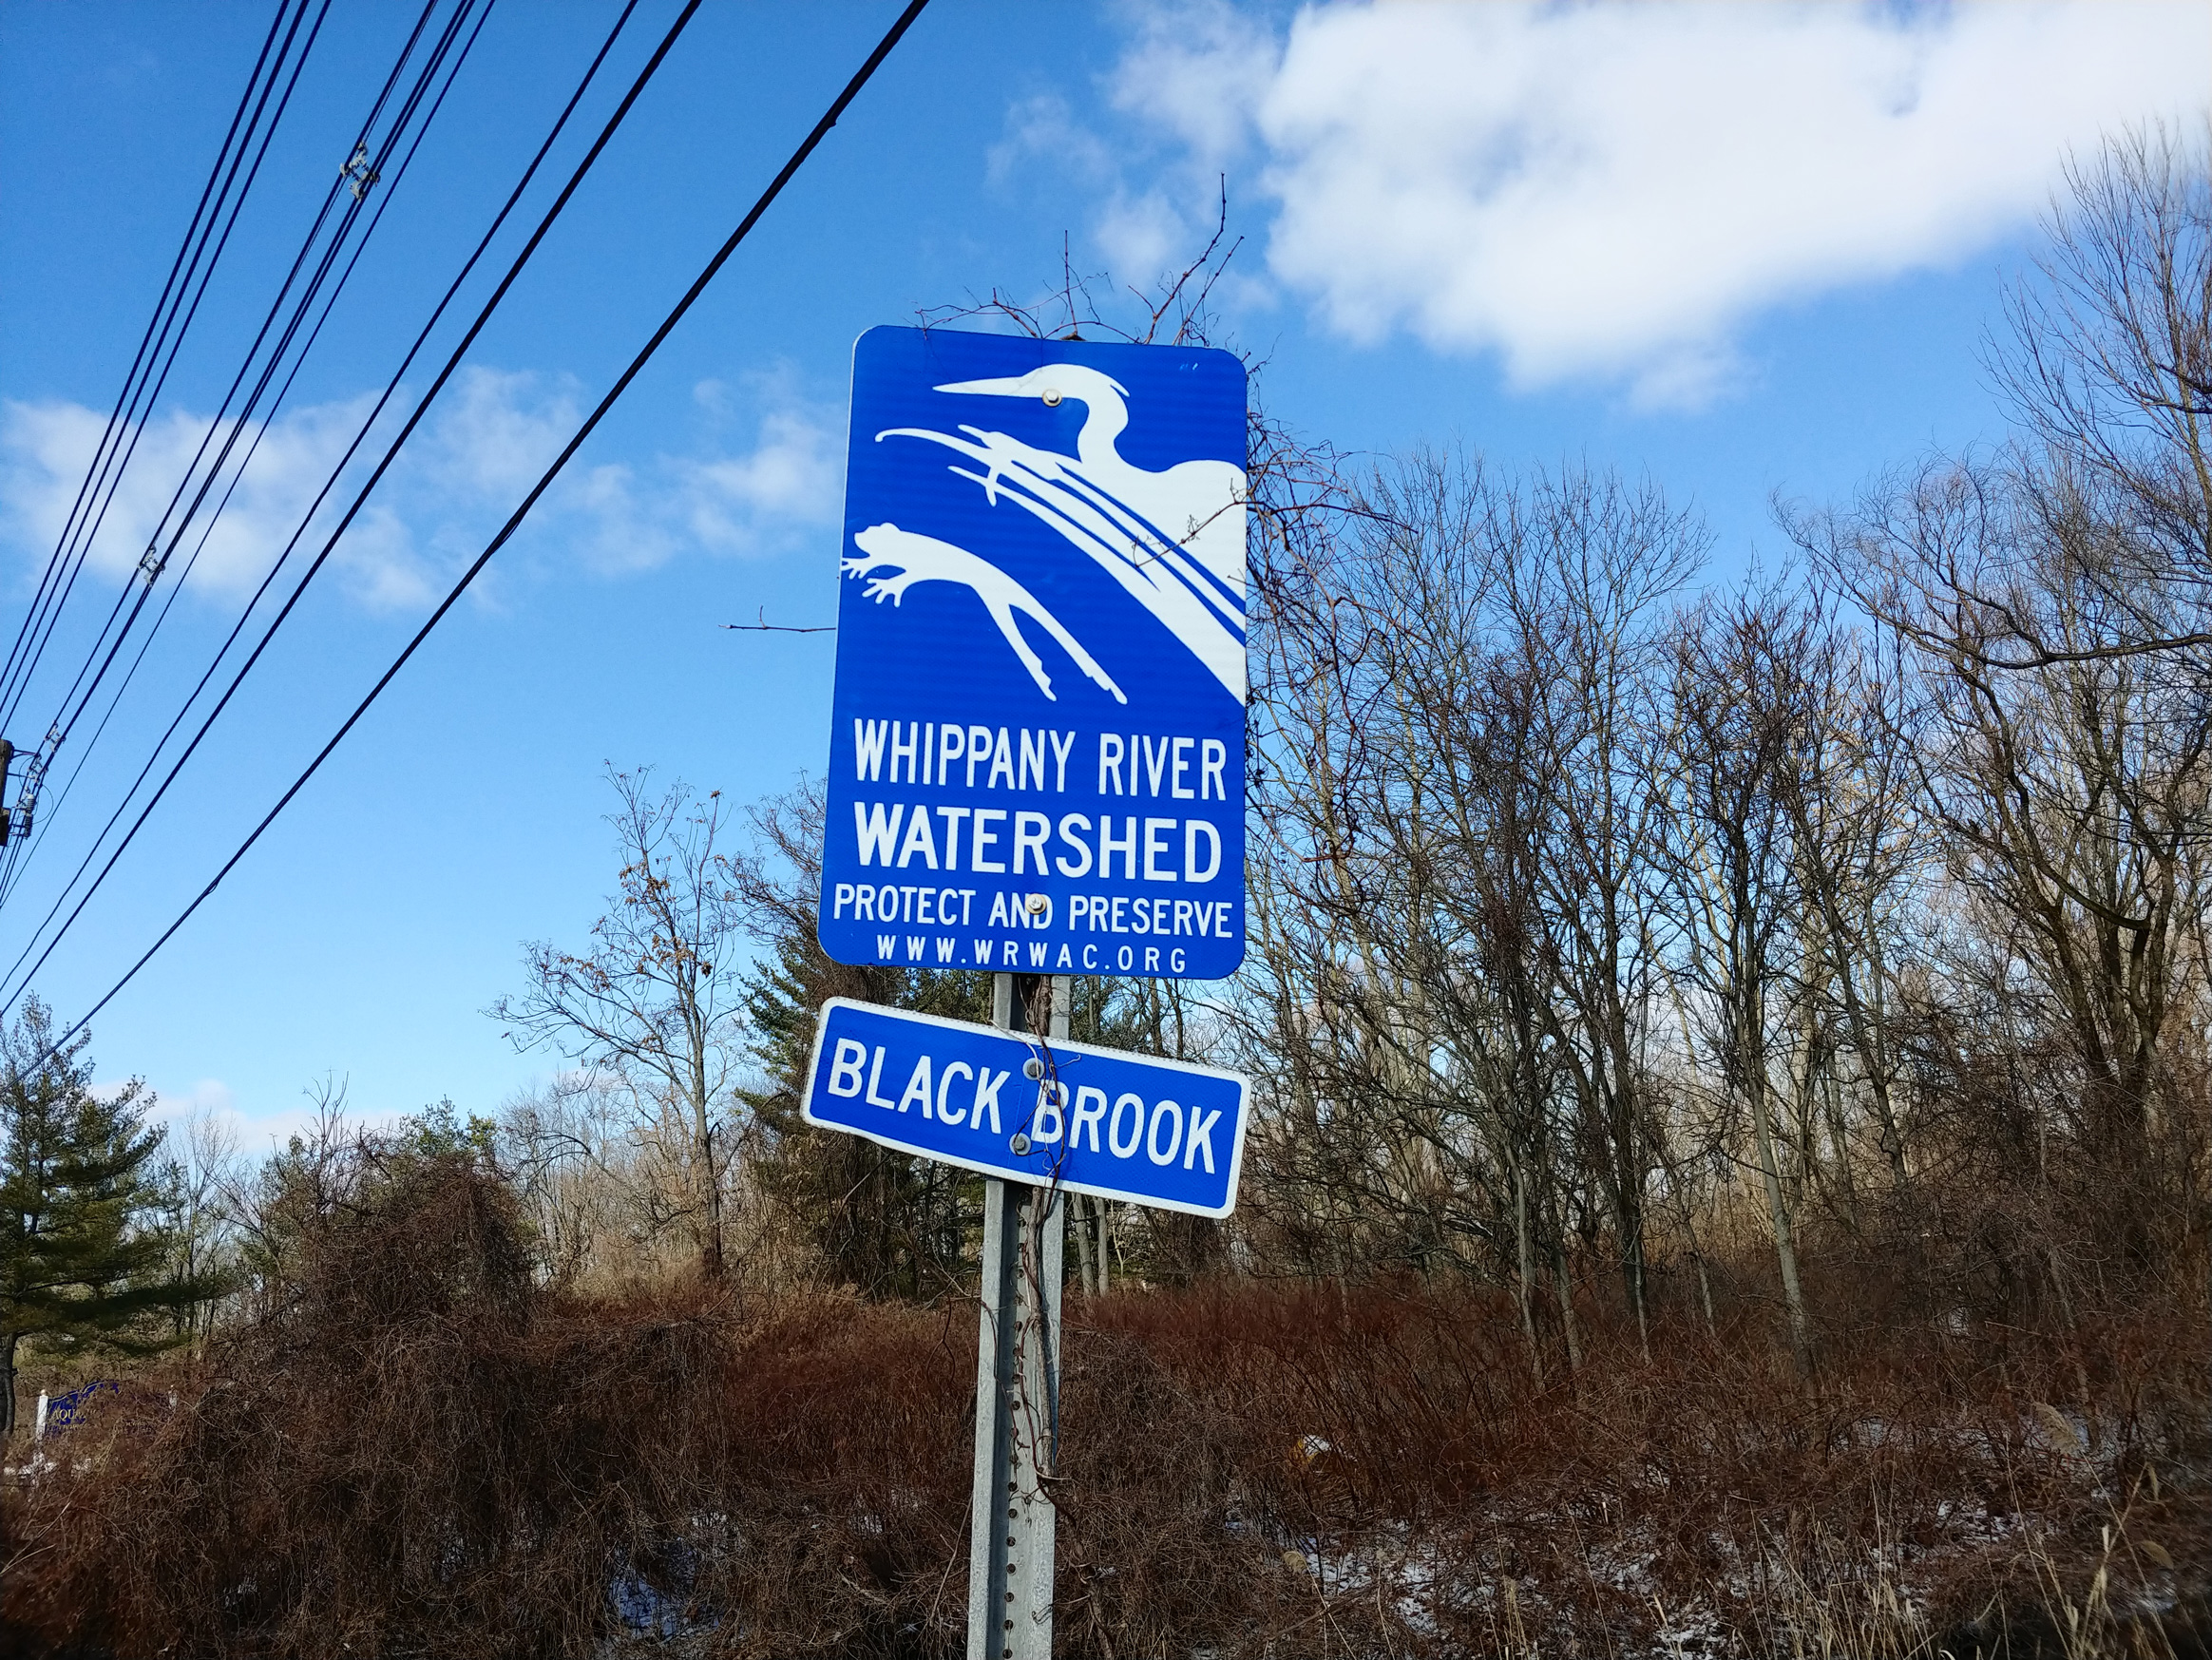 WHIPPANY RIVER
WATERSHED
PROTECT AND PRESERVE
WWW.WRWAC.ORG
BLACK BROOK